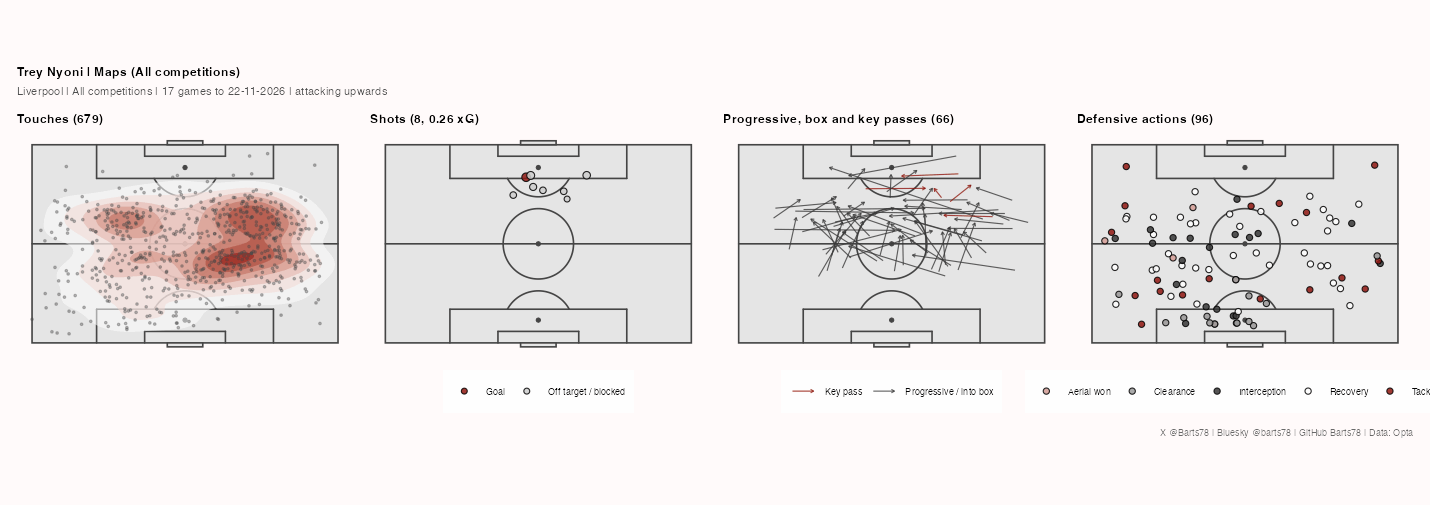 Trey Nyoni | Maps (All competitions)
Liverpool | All competitions | 17 games to 22-11-2026 | attacking upwards
Touches (679)
Shots (8, 0.26 xG)
Progressive, box and key passes (66)
Defensive actions (96)
Goal
Off target / blocked
Key pass
Progressive / into box
Aerial won
Clearance
Interception
Recovery
Tack
X @Barts78 | Bluesky @barts78 | GitHub Barts78 | Data: Opta